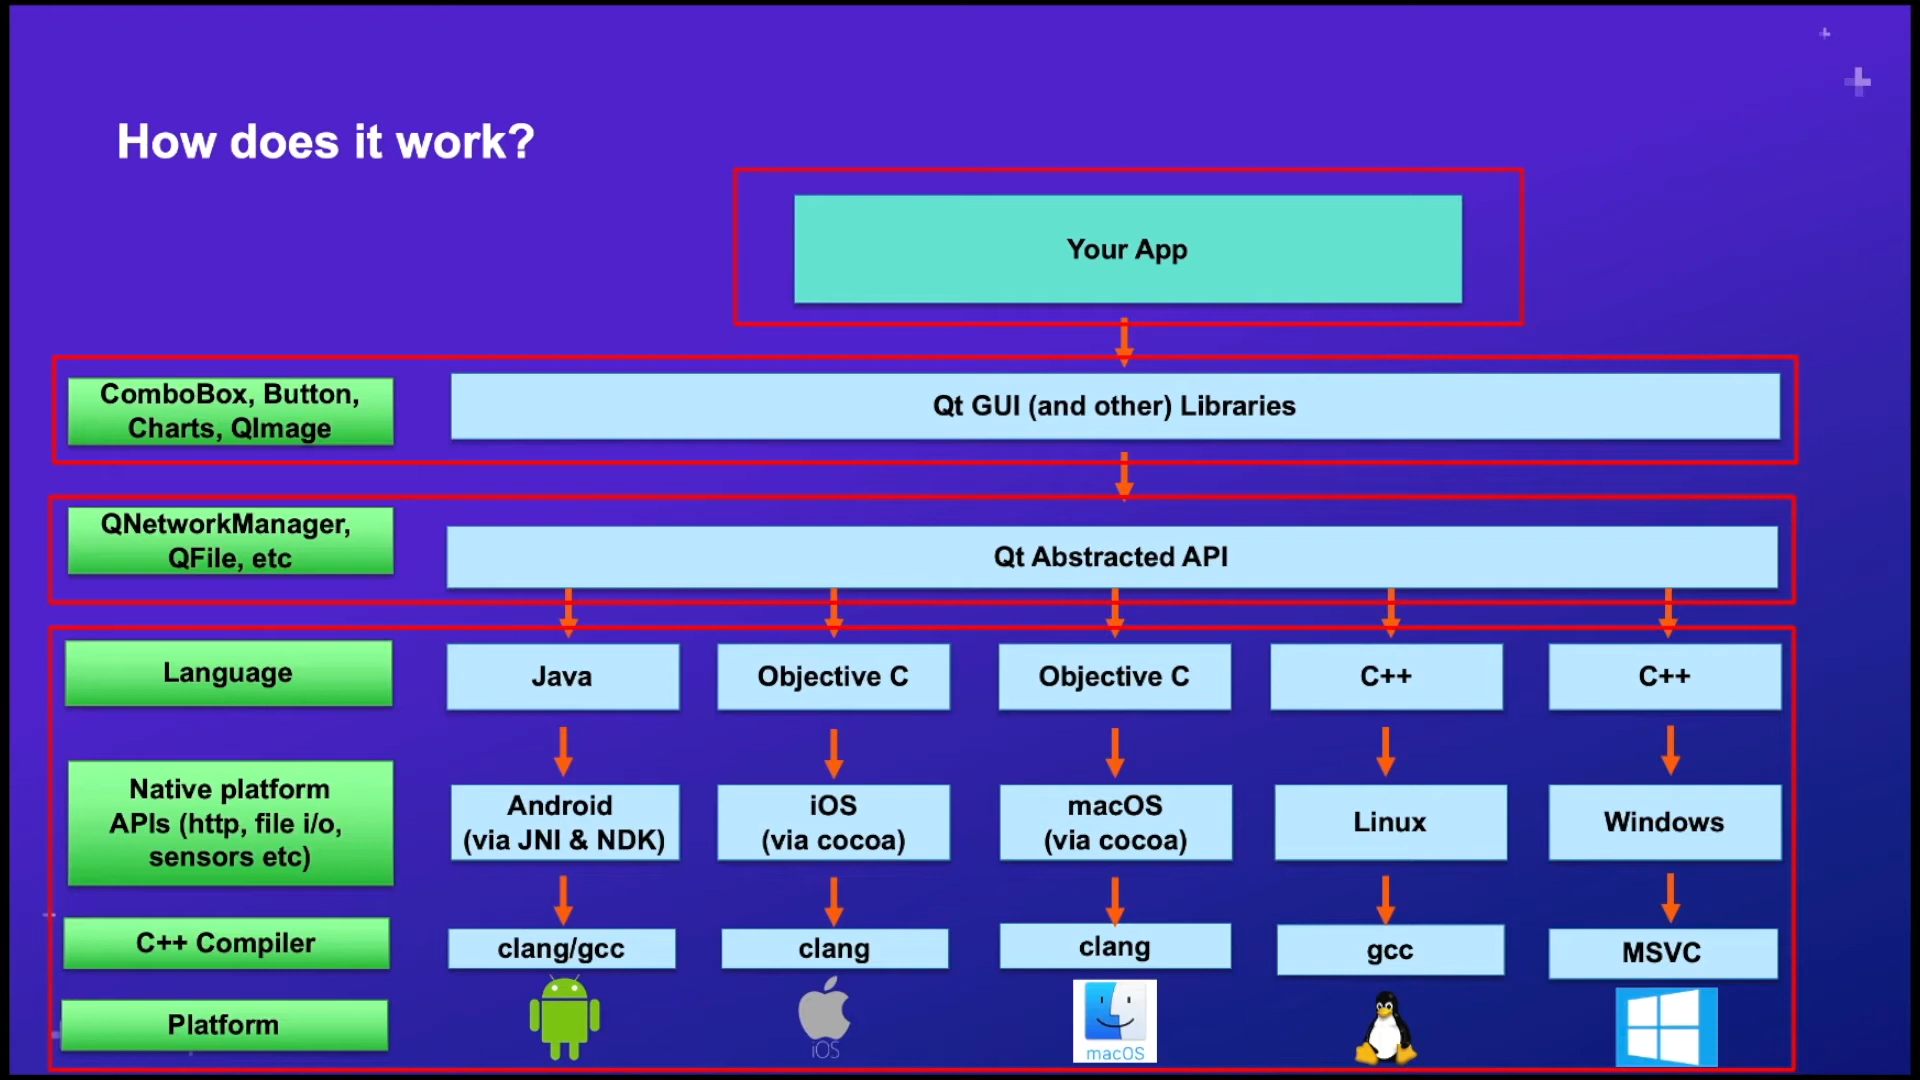 How does it work?
Your App
ComboBox, Button,
Charts, QImage
Qt GUI (and other) Libraries
QNetworkManager,
QFile, etc
Qt Abstracted API
Language
Java
Objective C
Objective C
C++
C++
Native platform
APIs (http, file i/o,
sensors etc)
Android
(via JNI & NDK)
iOS
(via cocoa)
macOS
(via cocoa)
Linux
Windows
C++ Compiler
clang/gcc
clang
clang
gcc
MSVC
Platform
iOS
macOS